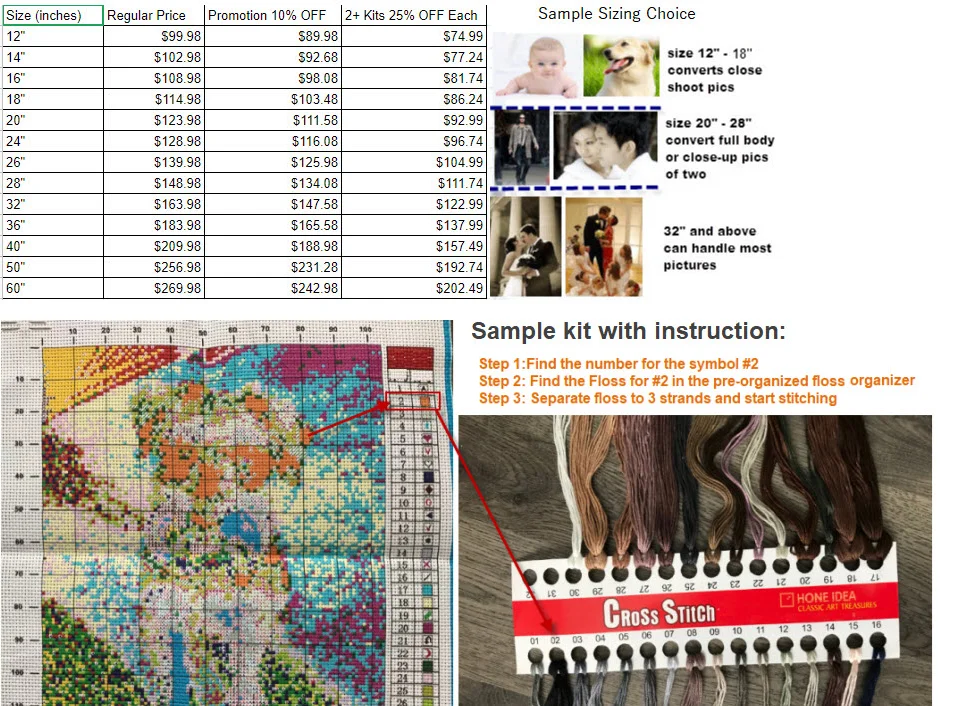 Size (inches) Regular Price Promotion 10% OFF 2+ Kits 25% OFF Each
12" $99.98 $89.98 $74.99
14" $102.98 $92.68 $77.24
16" $108.98 $98.08 $81.74
18" $114.98 $103.48 $86.24
20" $123.98 $111.58 $92.99
24" $128.98 $116.08 $96.74
26" $139.98 $125.98 $104.99
28" $148.98 $134.08 $111.74
32" $163.98 $147.58 $122.99
36" $183.98 $165.58 $137.99
40" $209.98 $188.98 $157.49
50" $256.98 $231.28 $192.74
60" $269.98 $242.98 $202.49
Sample Sizing Choice
size 12" - 18"
converts close
shoot pics
size 20" - 28"
convert full body
or close-up pics
of two
32" and above
can handle most
pictures
Sample kit with instruction:
Step 1:Find the number for the symbol #2
Step 2: Find the Floss for #2 in the pre-organized floss organizer
Step 3: Separate floss to 3 strands and start stitching
10 20 30 40 50 60 70 80 90 100
10
20
30
40
50
60
70
80
90
2
4
5
6
7
8
9
10
12
13
14
15
16
18
19
20
22
23
24
25
31 30 29 28 27 26 25 24 23 22 21 20 19 18 17
CROSS STITCH
HONE IDEA
CLASSIC ART TREASURES
01 02 03 04 05 06 07 08 09 10 11 12 13 14 15 16